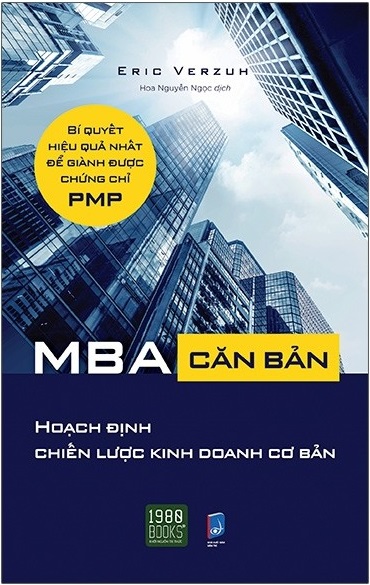 ERIC VERZUH
Hoa Nguyễn Ngọc dịch
BÍ QUYẾT
HIỆU QUẢ NHẤT
ĐỂ GIÀNH ĐƯỢC
CHỨNG CHỈ
PMP
MBA CĂN BẢN
HOẠCH ĐỊNH
CHIẾN LƯỢC KINH DOANH CƠ BẢN
1980
BOOKS